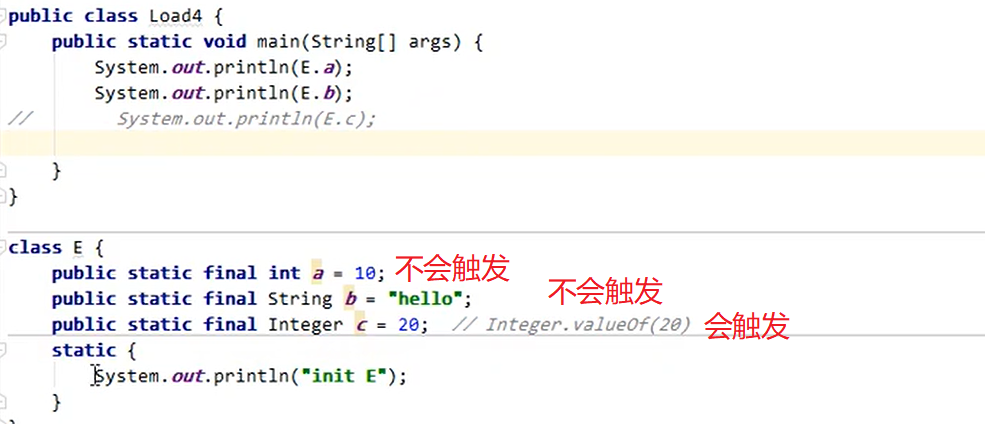 public class Load4 {
public static void main(String[] args) {
System.out.println(E.a);
System.out.println(E.b);
// System.out.println(E.c);
}
}
class E {
public static final int a = 10; 不会触发
public static final String b = "hello"; 不会触发
public static final Integer c = 20; // Integer.valueOf(20) 会触发
static {
System.out.println("init E");
}